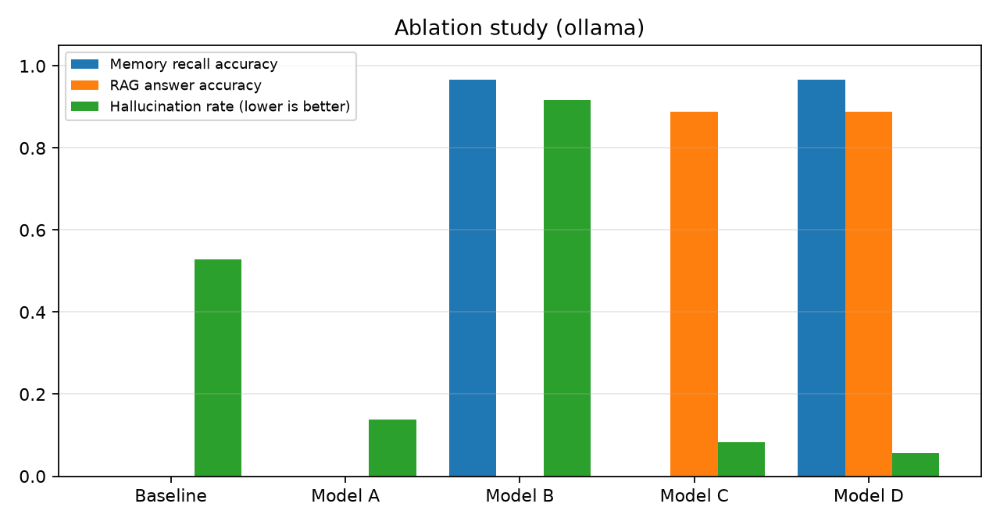 Ablation study (ollama)
Memory recall accuracy
RAG answer accuracy
Hallucination rate (lower is better)
1.0
0.8
0.6
0.4
0.2
0.0
Baseline Model A Model B Model C Model D